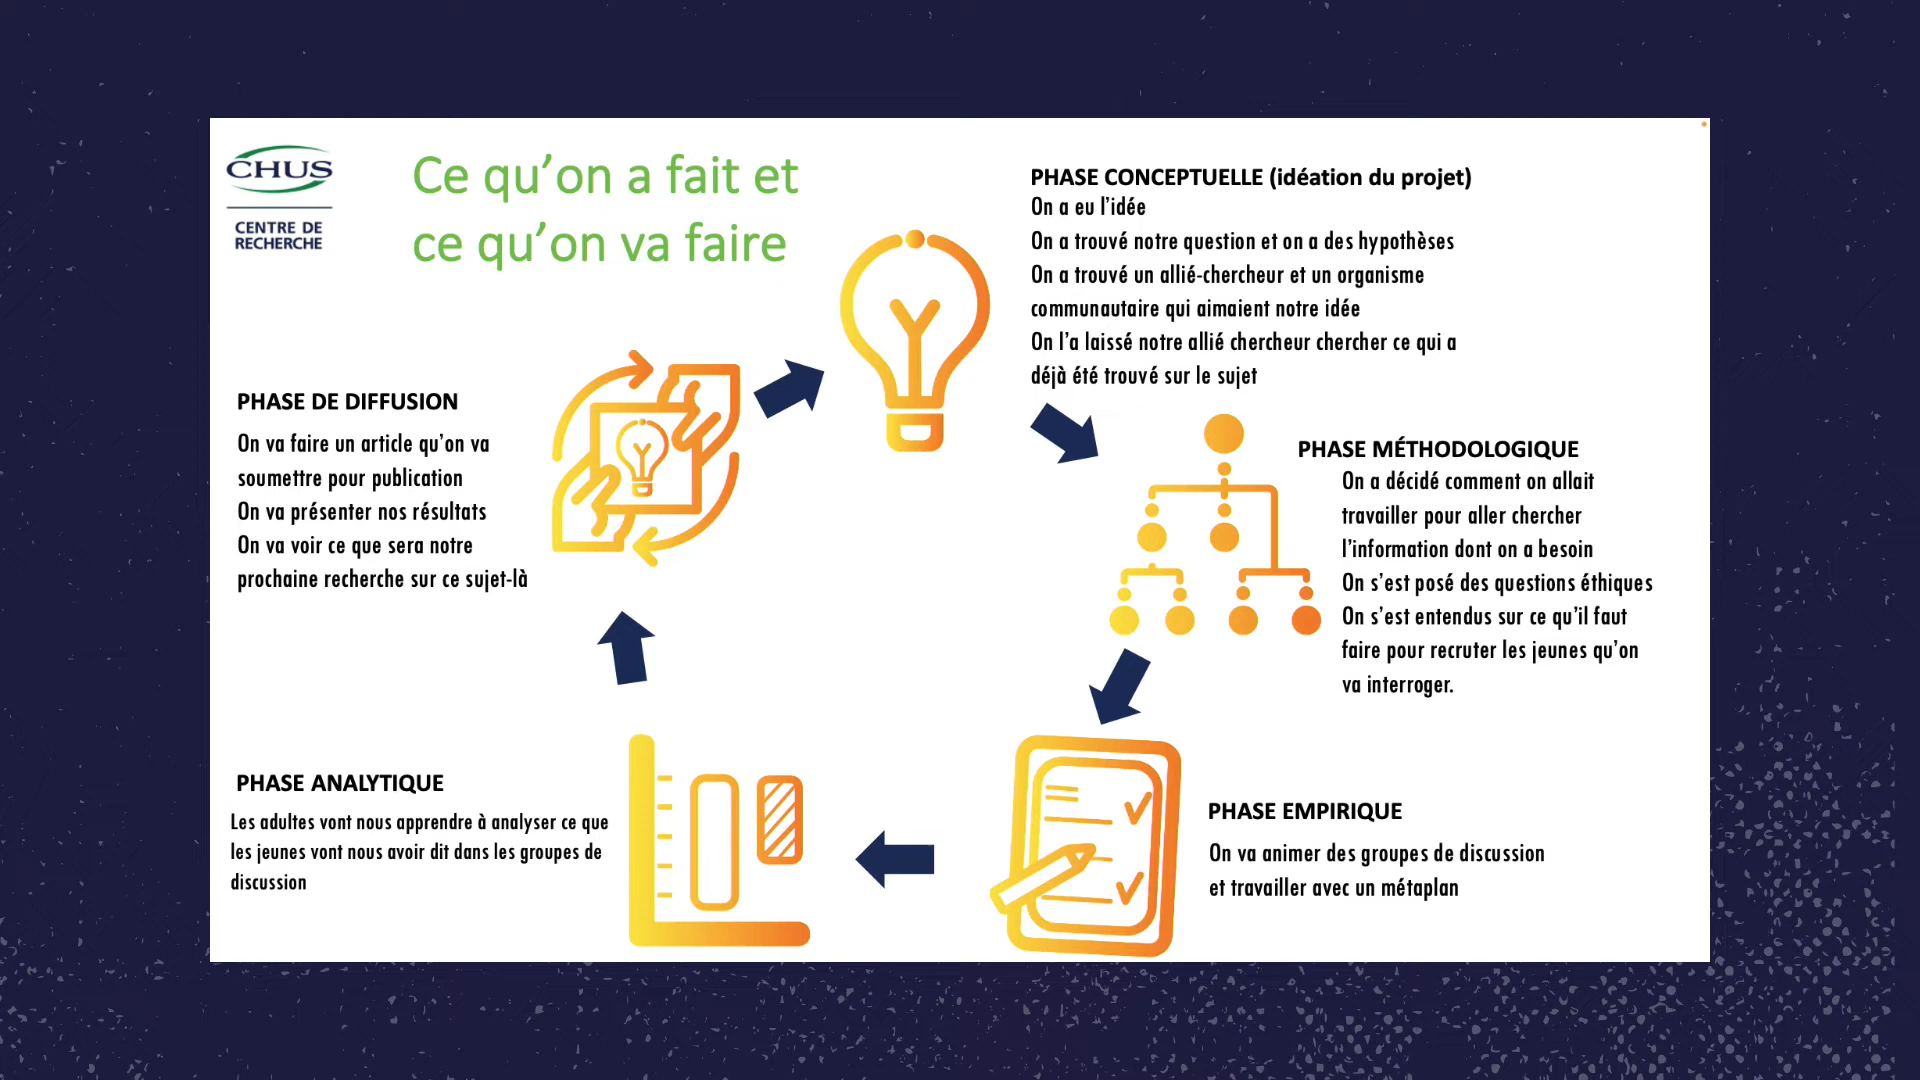 CHUS
CENTRE DE
RECHERCHE
Ce qu'on a fait et
ce qu'on va faire
PHASE CONCEPTUELLE (idéation du projet)
On a eu l'idée
On a trouvé notre question et on a des hypothèses
On a trouvé un allié-chercheur et un organisme
communautaire qui aimaient notre idée
On l'a laissé notre allié chercheur chercher ce qui a
déjà été trouvé sur le sujet
PHASE MÉTHODOLOGIQUE
On a décidé comment on allait
travailler pour aller chercher
l'information dont on a besoin
On s'est posé des questions éthiques
On s'est entendus sur ce qu'il faut
faire pour recruter les jeunes qu'on
va interroger.
PHASE EMPIRIQUE
On va animer des groupes de discussion
et travailler avec un métaplan
PHASE ANALYTIQUE
Les adultes vont nous apprendre à analyser ce que
les jeunes vont nous avoir dit dans les groupes de
discussion
PHASE DE DIFFUSION
On va faire un article qu'on va
soumettre pour publication
On va présenter nos résultats
On va voir ce que sera notre
prochaine recherche sur ce sujet-là